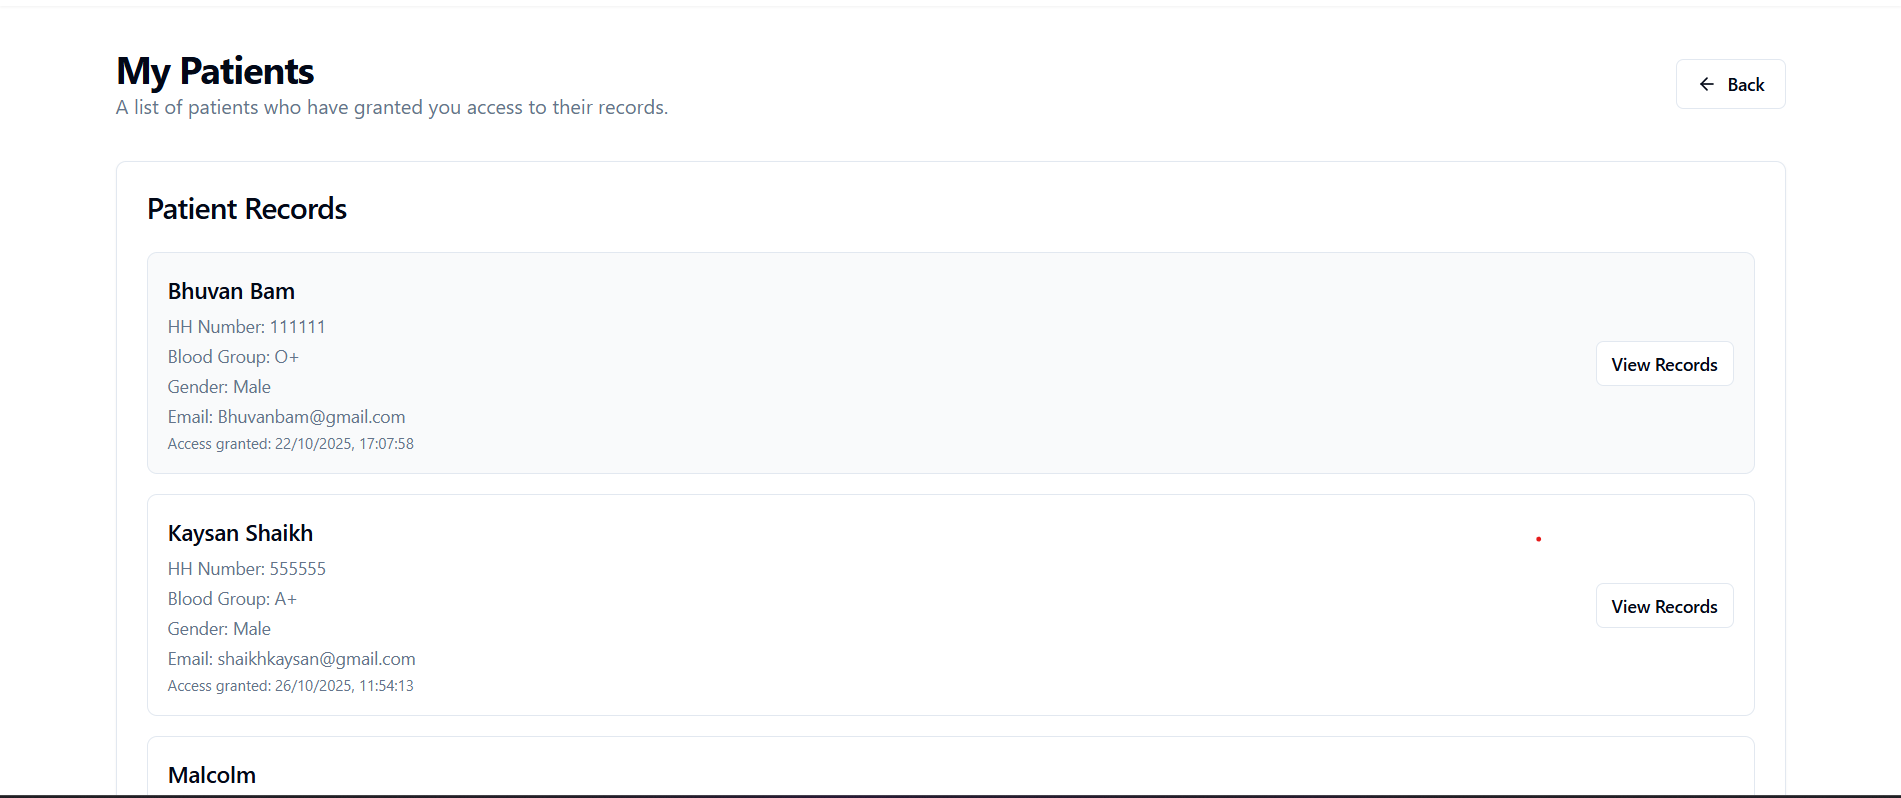 My Patients
A list of patients who have granted you access to their records.
← Back
Patient Records
Bhuvan Bam
HH Number: 111111
Blood Group: O+
Gender: Male
Email: Bhuvanbam@gmail.com
Access granted: 22/10/2025, 17:07:58
View Records
Kaysan Shaikh
HH Number: 555555
Blood Group: A+
Gender: Male
Email: shaikhkaysan@gmail.com
Access granted: 26/10/2025, 11:54:13
View Records
Malcolm